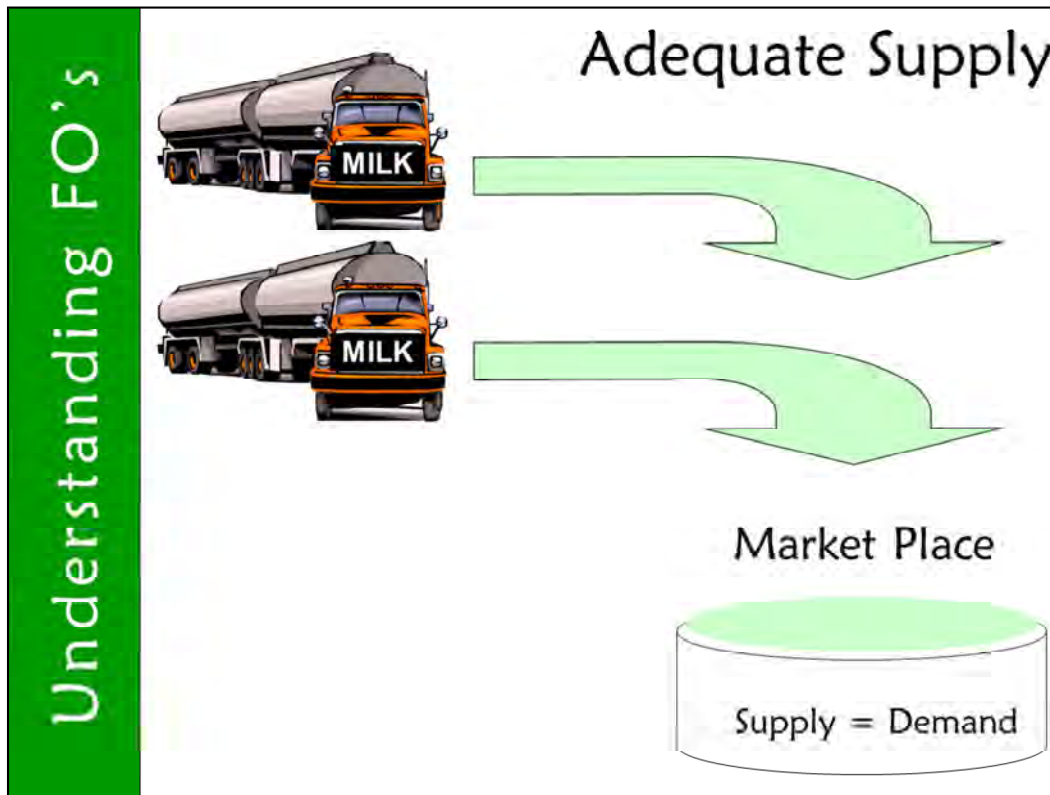 Understanding FO's
Adequate Supply
MILK
MILK
Market Place
Supply = Demand